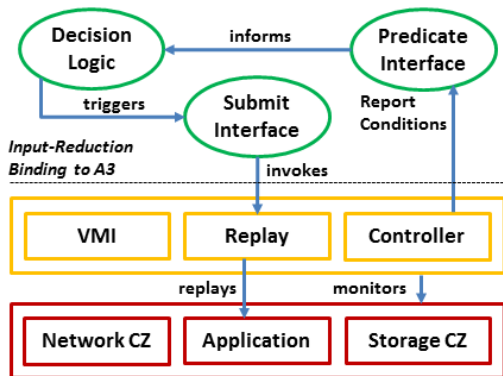 Decision
Logic
informs
Predicate
Interface
triggers
Submit
Interface
Report
Conditions
Input-Reduction
Binding to A3
invokes
VMI
Replay
Controller
replays
monitors
Network CZ
Application
Storage CZ